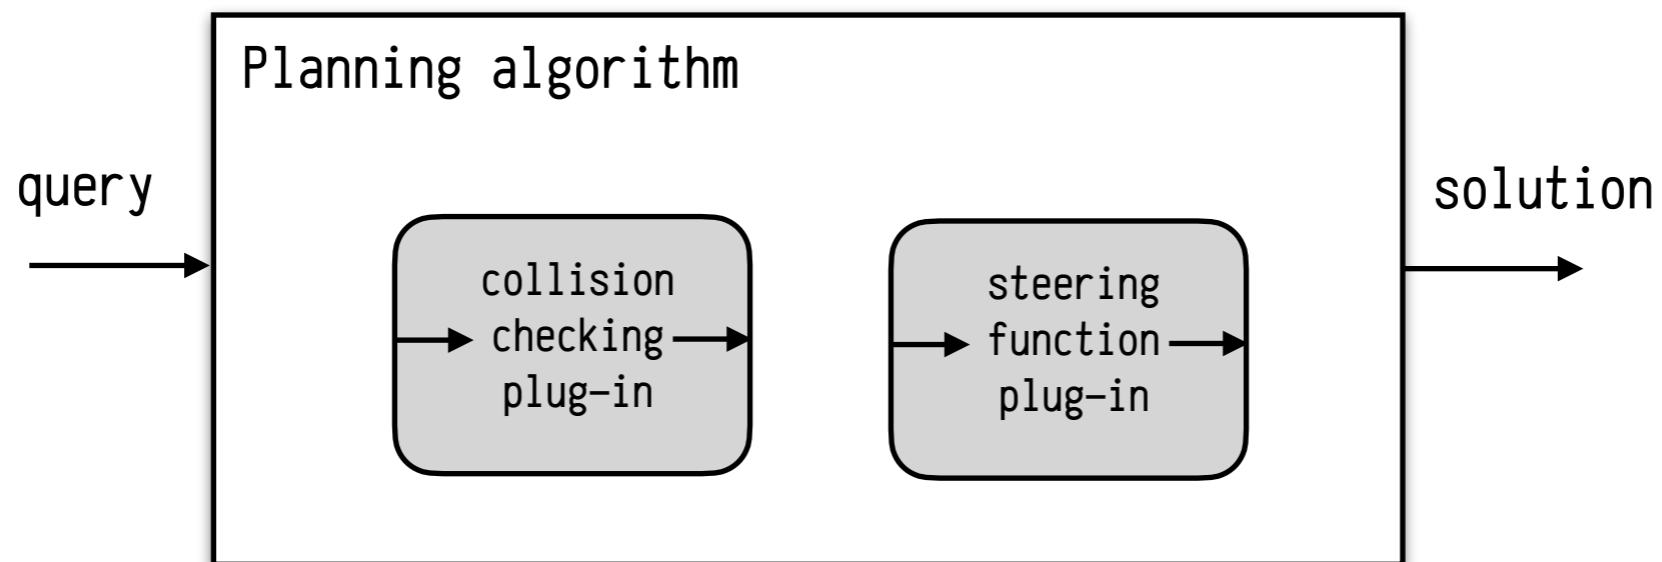 Planning algorithm
query
solution
collision
checking
plug-in
steering
function
plug-in